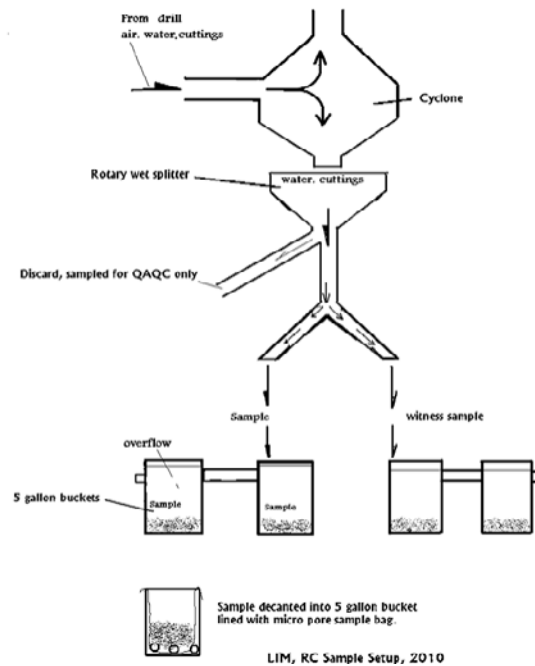 From drill
air. water, cuttings
Cyclone
Rotary wet splitter
water. cuttings
Discard, sampled for QAQC only
Sample
witness sample
overflow
5 gallon buckets
Sample
Sample
Sample decanted into 5 gallon bucket
lined with micro pore sample bag.
LIM, RC Sample Setup, 2010